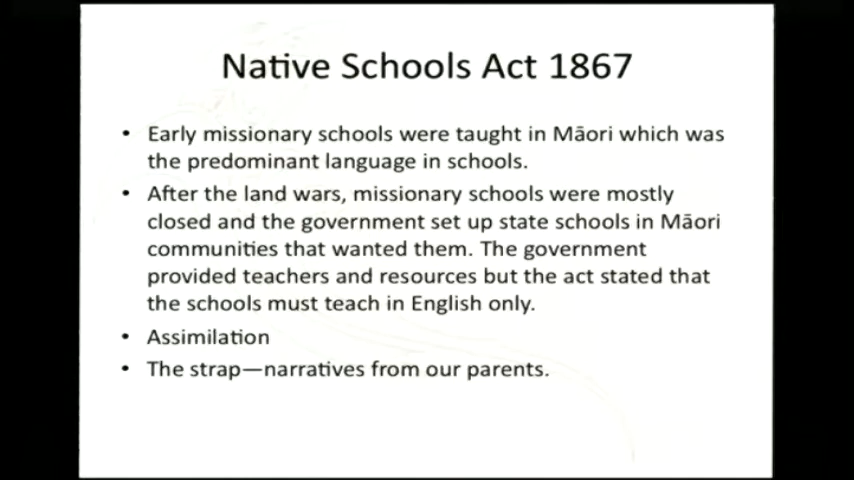 Native Schools Act 1867
• Early missionary schools were taught in Māori which was
the predominant language in schools.
• After the land wars, missionary schools were mostly
closed and the government set up state schools in Māori
communities that wanted them. The government
provided teachers and resources but the act stated that
the schools must teach in English only.
• Assimilation
• The strap—narratives from our parents.